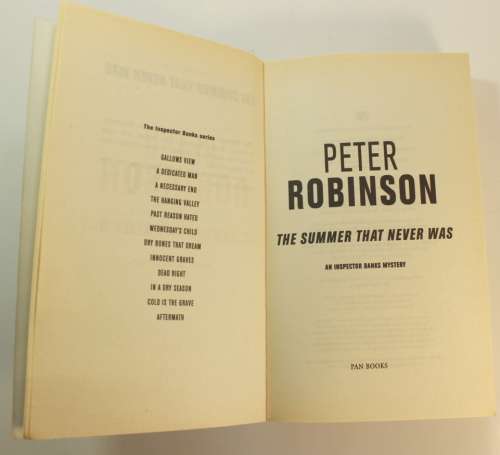 The Inspector Banks series
GALLOWS VIEW
A DEDICATED MAN
A NECESSARY END
THE HANGING VALLEY
PAST REASON HATED
WEDNESDAY'S CHILD
DRY BONES THAT DREAM
INNOCENT GRAVES
DEAD RIGHT
IN A DRY SEASON
COLD IS THE GRAVE
AFTERMATH
PETER
ROBINSON
THE SUMMER THAT NEVER WAS
AN INSPECTOR BANKS MYSTERY
PAN BOOKS